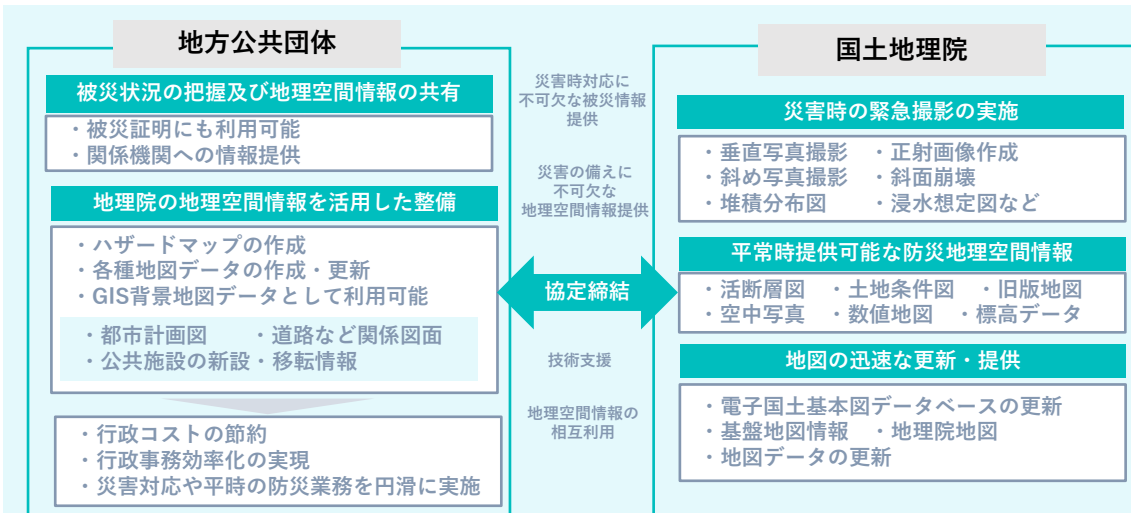 地方公共団体
被災状況の把握及び地理空間情報の共有
・被災証明にも利用可能
・関係機関への情報提供
地理院の地理空間情報を活用した整備
・ハザードマップの作成
・各種地図データの作成・更新
・GIS背景地図データとして利用可能
・都市計画図　・道路など関係図面
・公共施設の新設・移転情報
・行政コストの節約
・行政事務効率化の実現
・災害対応や平時の防災業務を円滑に実施
災害時対応に
不可欠な被災情報
提供
災害の備えに
不可欠な
地理空間情報提供
協定締結
技術支援
地理空間情報の
相互利用
国土地理院
災害時の緊急撮影の実施
・垂直写真撮影　・正射画像作成
・斜め写真撮影　・斜面崩壊
・堆積分布図　・浸水想定図など
平常時提供可能な防災地理空間情報
・活断層図　・土地条件図　・旧版地図
・空中写真　・数値地図　・標高データ
地図の迅速な更新・提供
・電子国土基本図データベースの更新
・基盤地図情報　・地理院地図
・地図データの更新